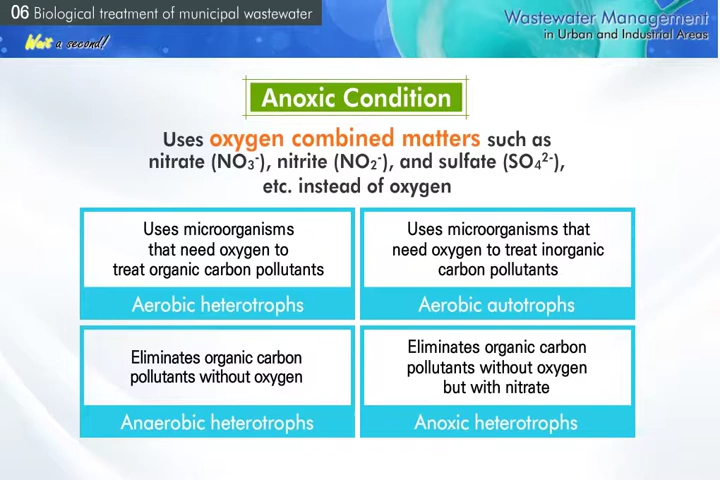 06 Biological treatment of municipal wastewater
Wastewater Management
in Urban and Industrial Areas
Wait a second!
Anoxic Condition
Uses oxygen combined matters such as
nitrate (NO₃⁻), nitrite (NO₂⁻), and sulfate (SO₄²⁻),
etc. instead of oxygen
Uses microorganisms
that need oxygen to
treat organic carbon pollutants
Aerobic heterotrophs
Uses microorganisms that
need oxygen to treat inorganic
carbon pollutants
Aerobic autotrophs
Eliminates organic carbon
pollutants without oxygen
Anaerobic heterotrophs
Eliminates organic carbon
pollutants without oxygen
but with nitrate
Anoxic heterotrophs